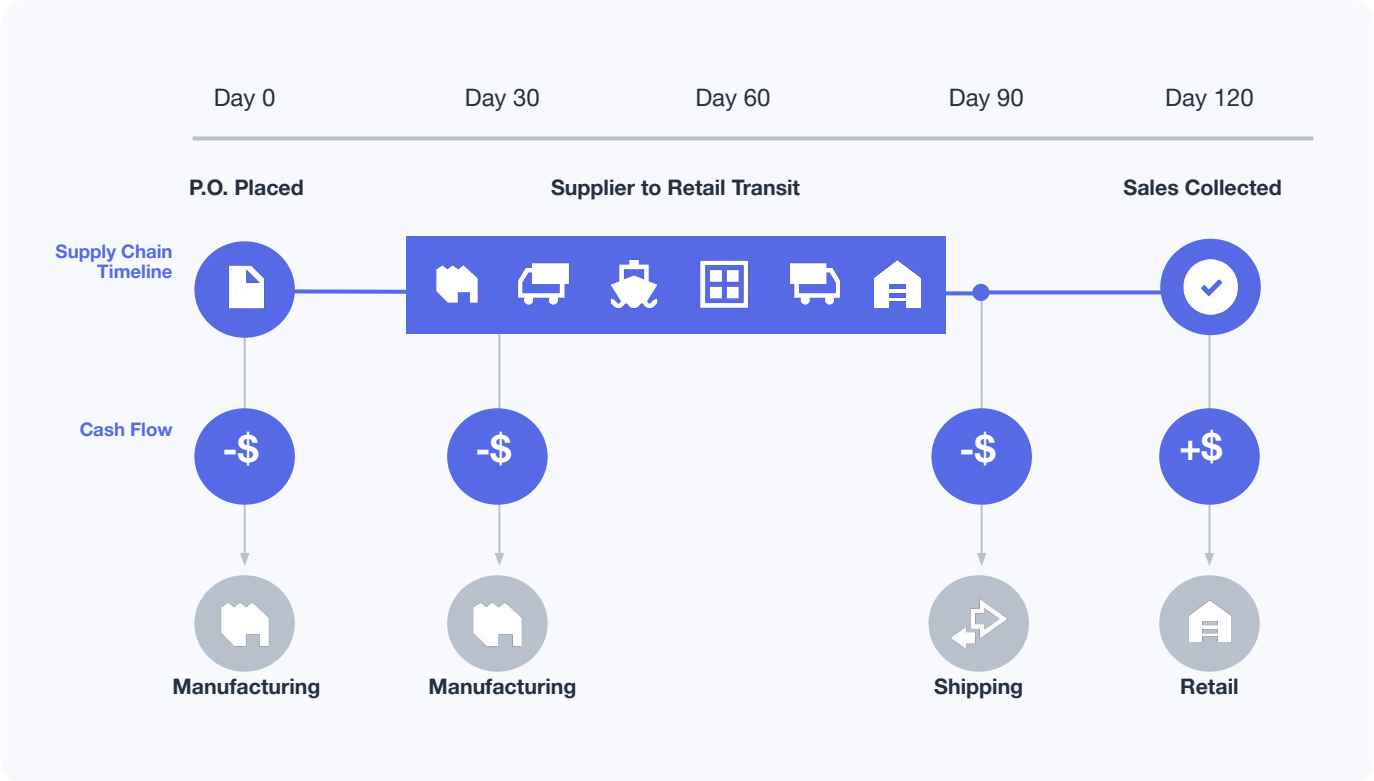 Day 0
Day 30
Day 60
Day 90
Day 120
P.O. Placed
Supplier to Retail Transit
Sales Collected
Supply Chain
Timeline
Cash Flow
-$
-$
-$
+$
Manufacturing
Manufacturing
Shipping
Retail